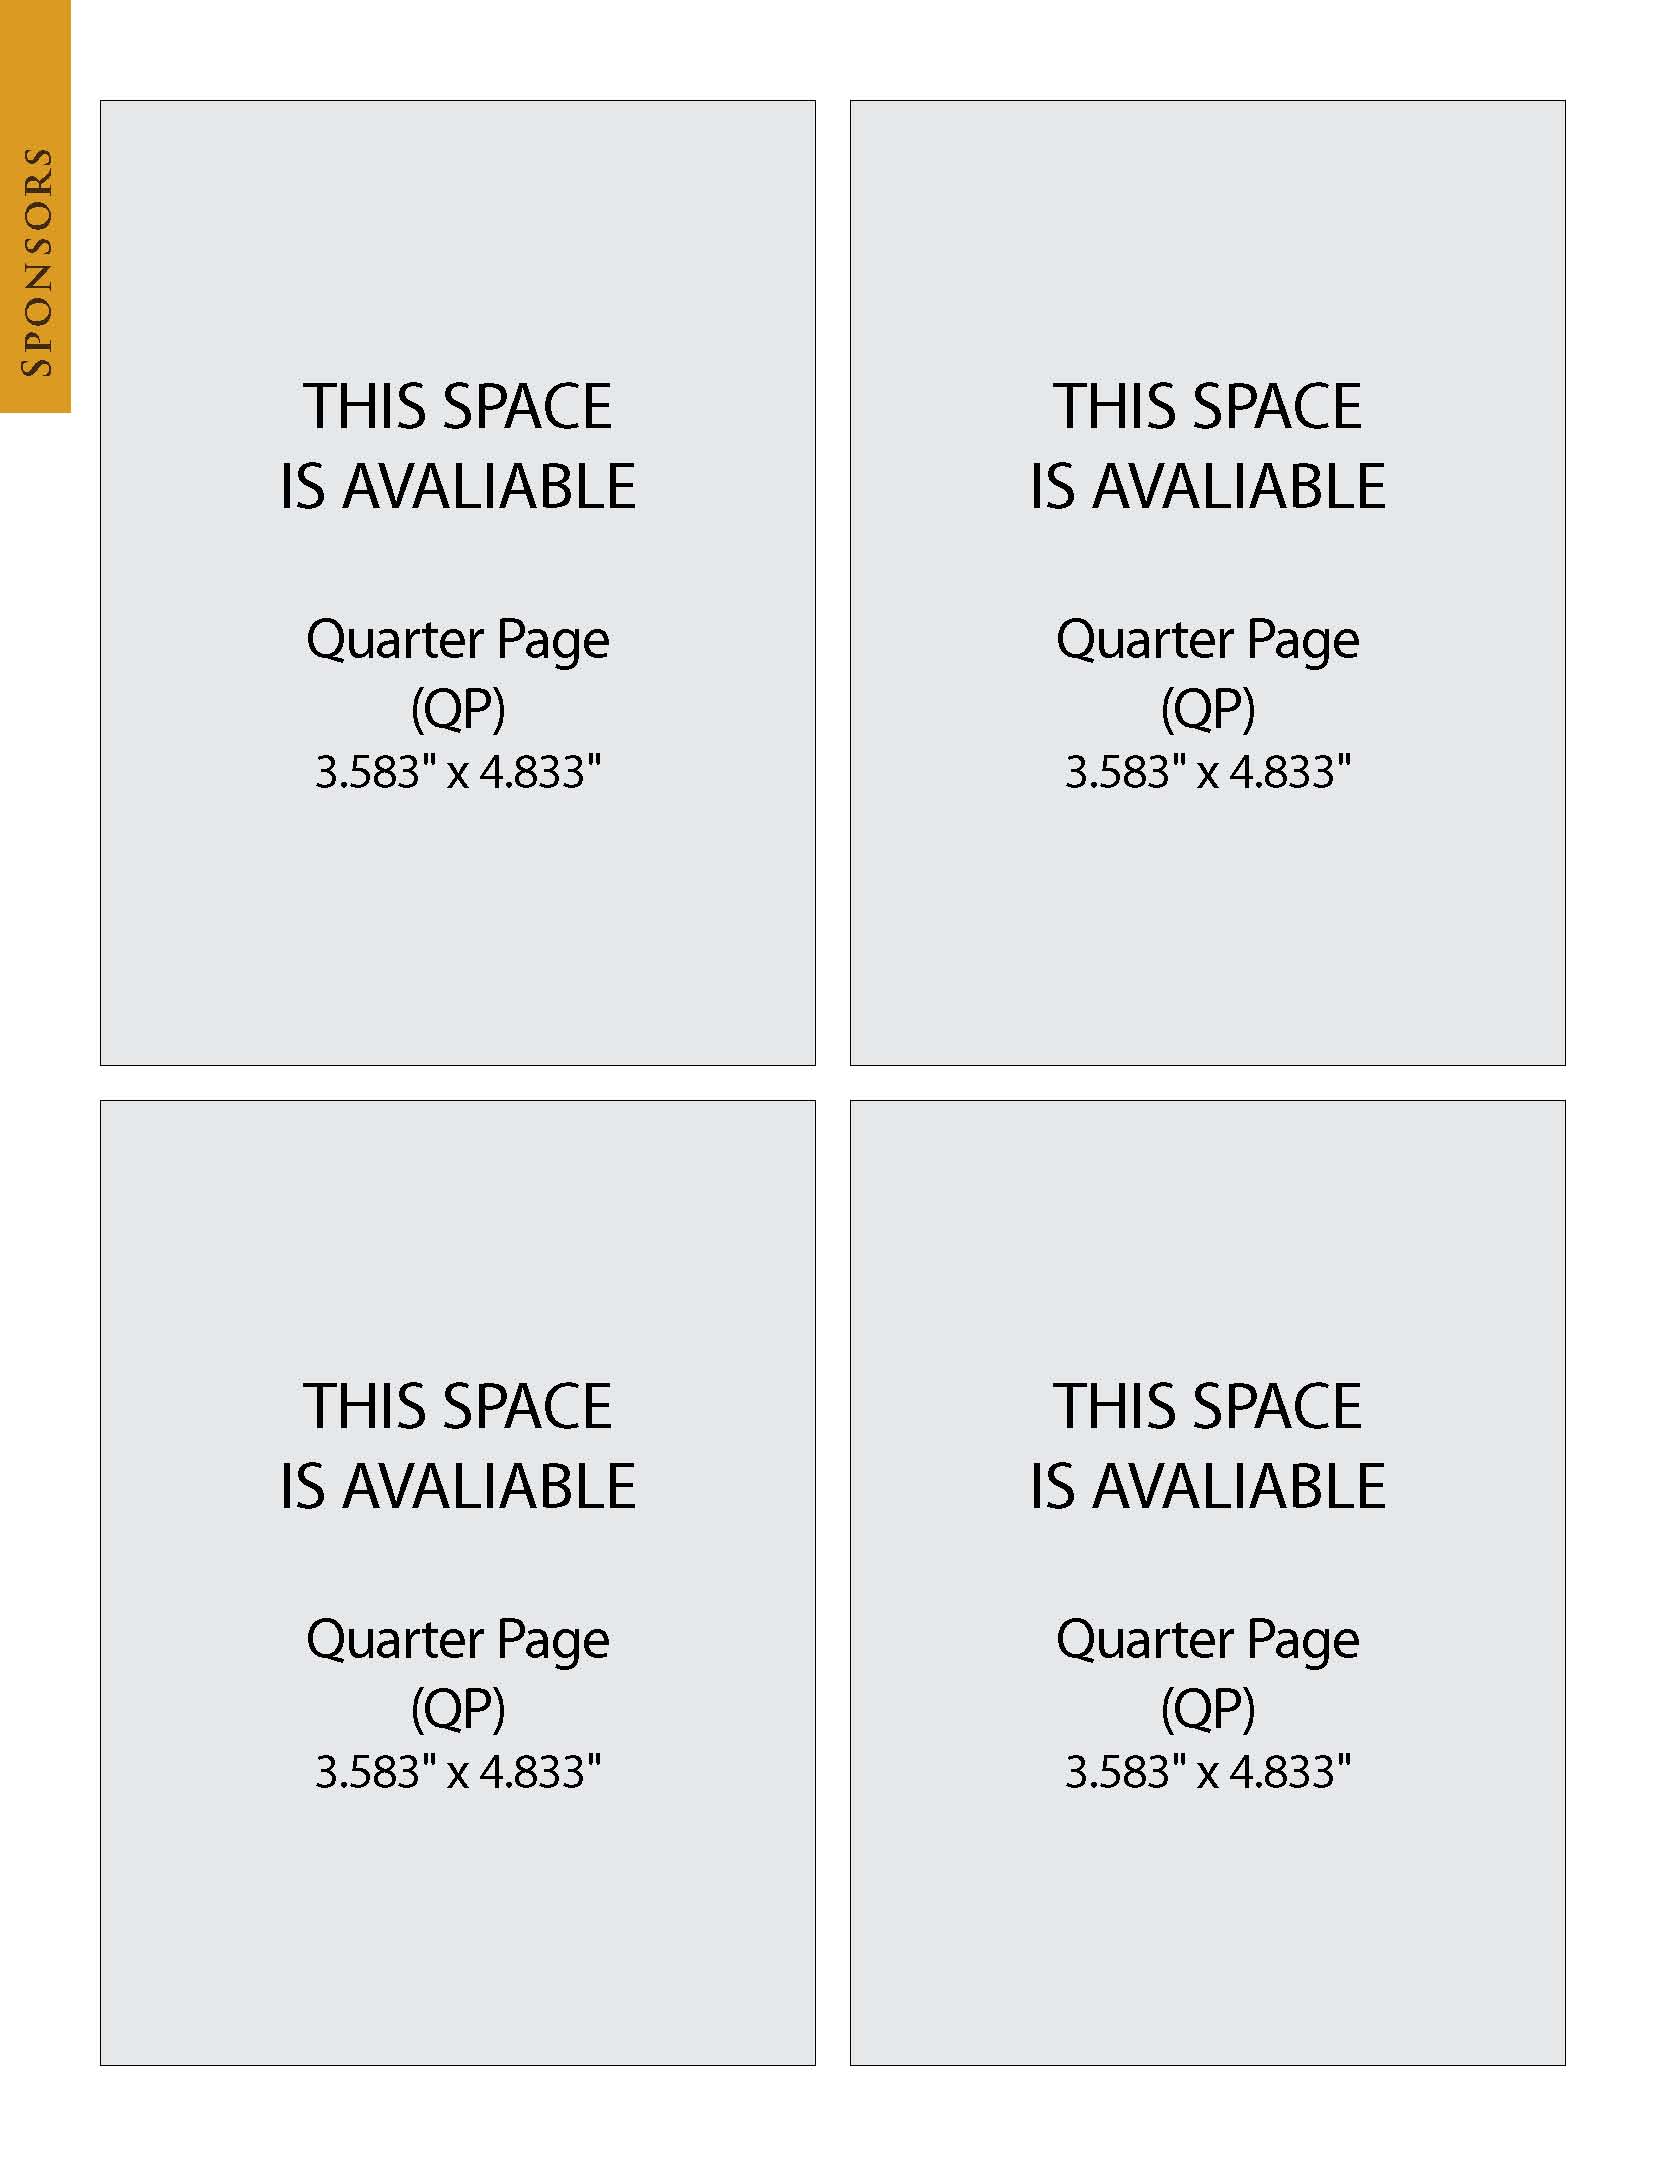 SPONSORS
THIS SPACE
IS AVALIABLE
Quarter Page
(QP)
3.583" x 4.833"
THIS SPACE
IS AVALIABLE
Quarter Page
(QP)
3.583" x 4.833"
THIS SPACE
IS AVALIABLE
Quarter Page
(QP)
3.583" x 4.833"
THIS SPACE
IS AVALIABLE
Quarter Page
(QP)
3.583" x 4.833"